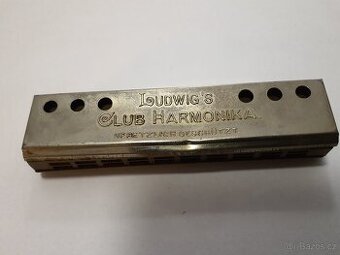 LUDWIG'S
CLUB HARMONIKA
GESETZLICH GESCHÜTZT